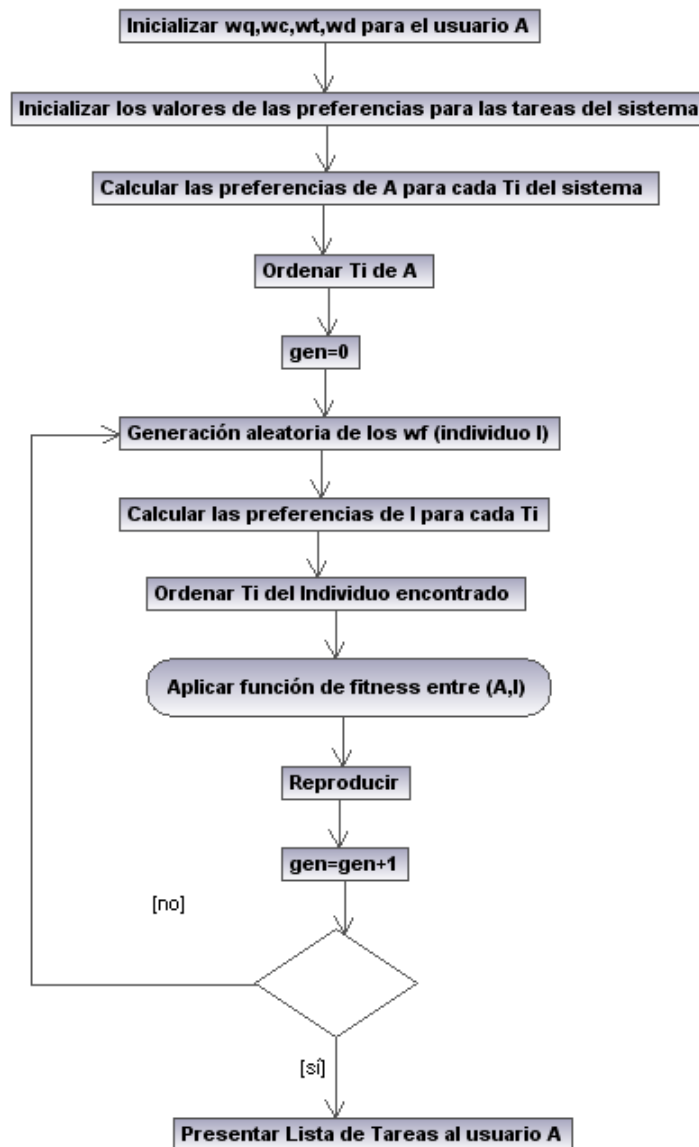 Inicializar wq,wc,wt,wd para el usuario A
Inicializar los valores de las preferencias para las tareas del sistema
Calcular las preferencias de A para cada Ti del sistema
Ordenar Ti de A
gen=0
Generación aleatoria de los wf (individuo I)
Calcular las preferencias de I para cada Ti
Ordenar Ti del Individuo encontrado
Aplicar función de fitness entre (A,I)
Reproducir
gen=gen+1
[no]
[sí]
Presentar Lista de Tareas al usuario A